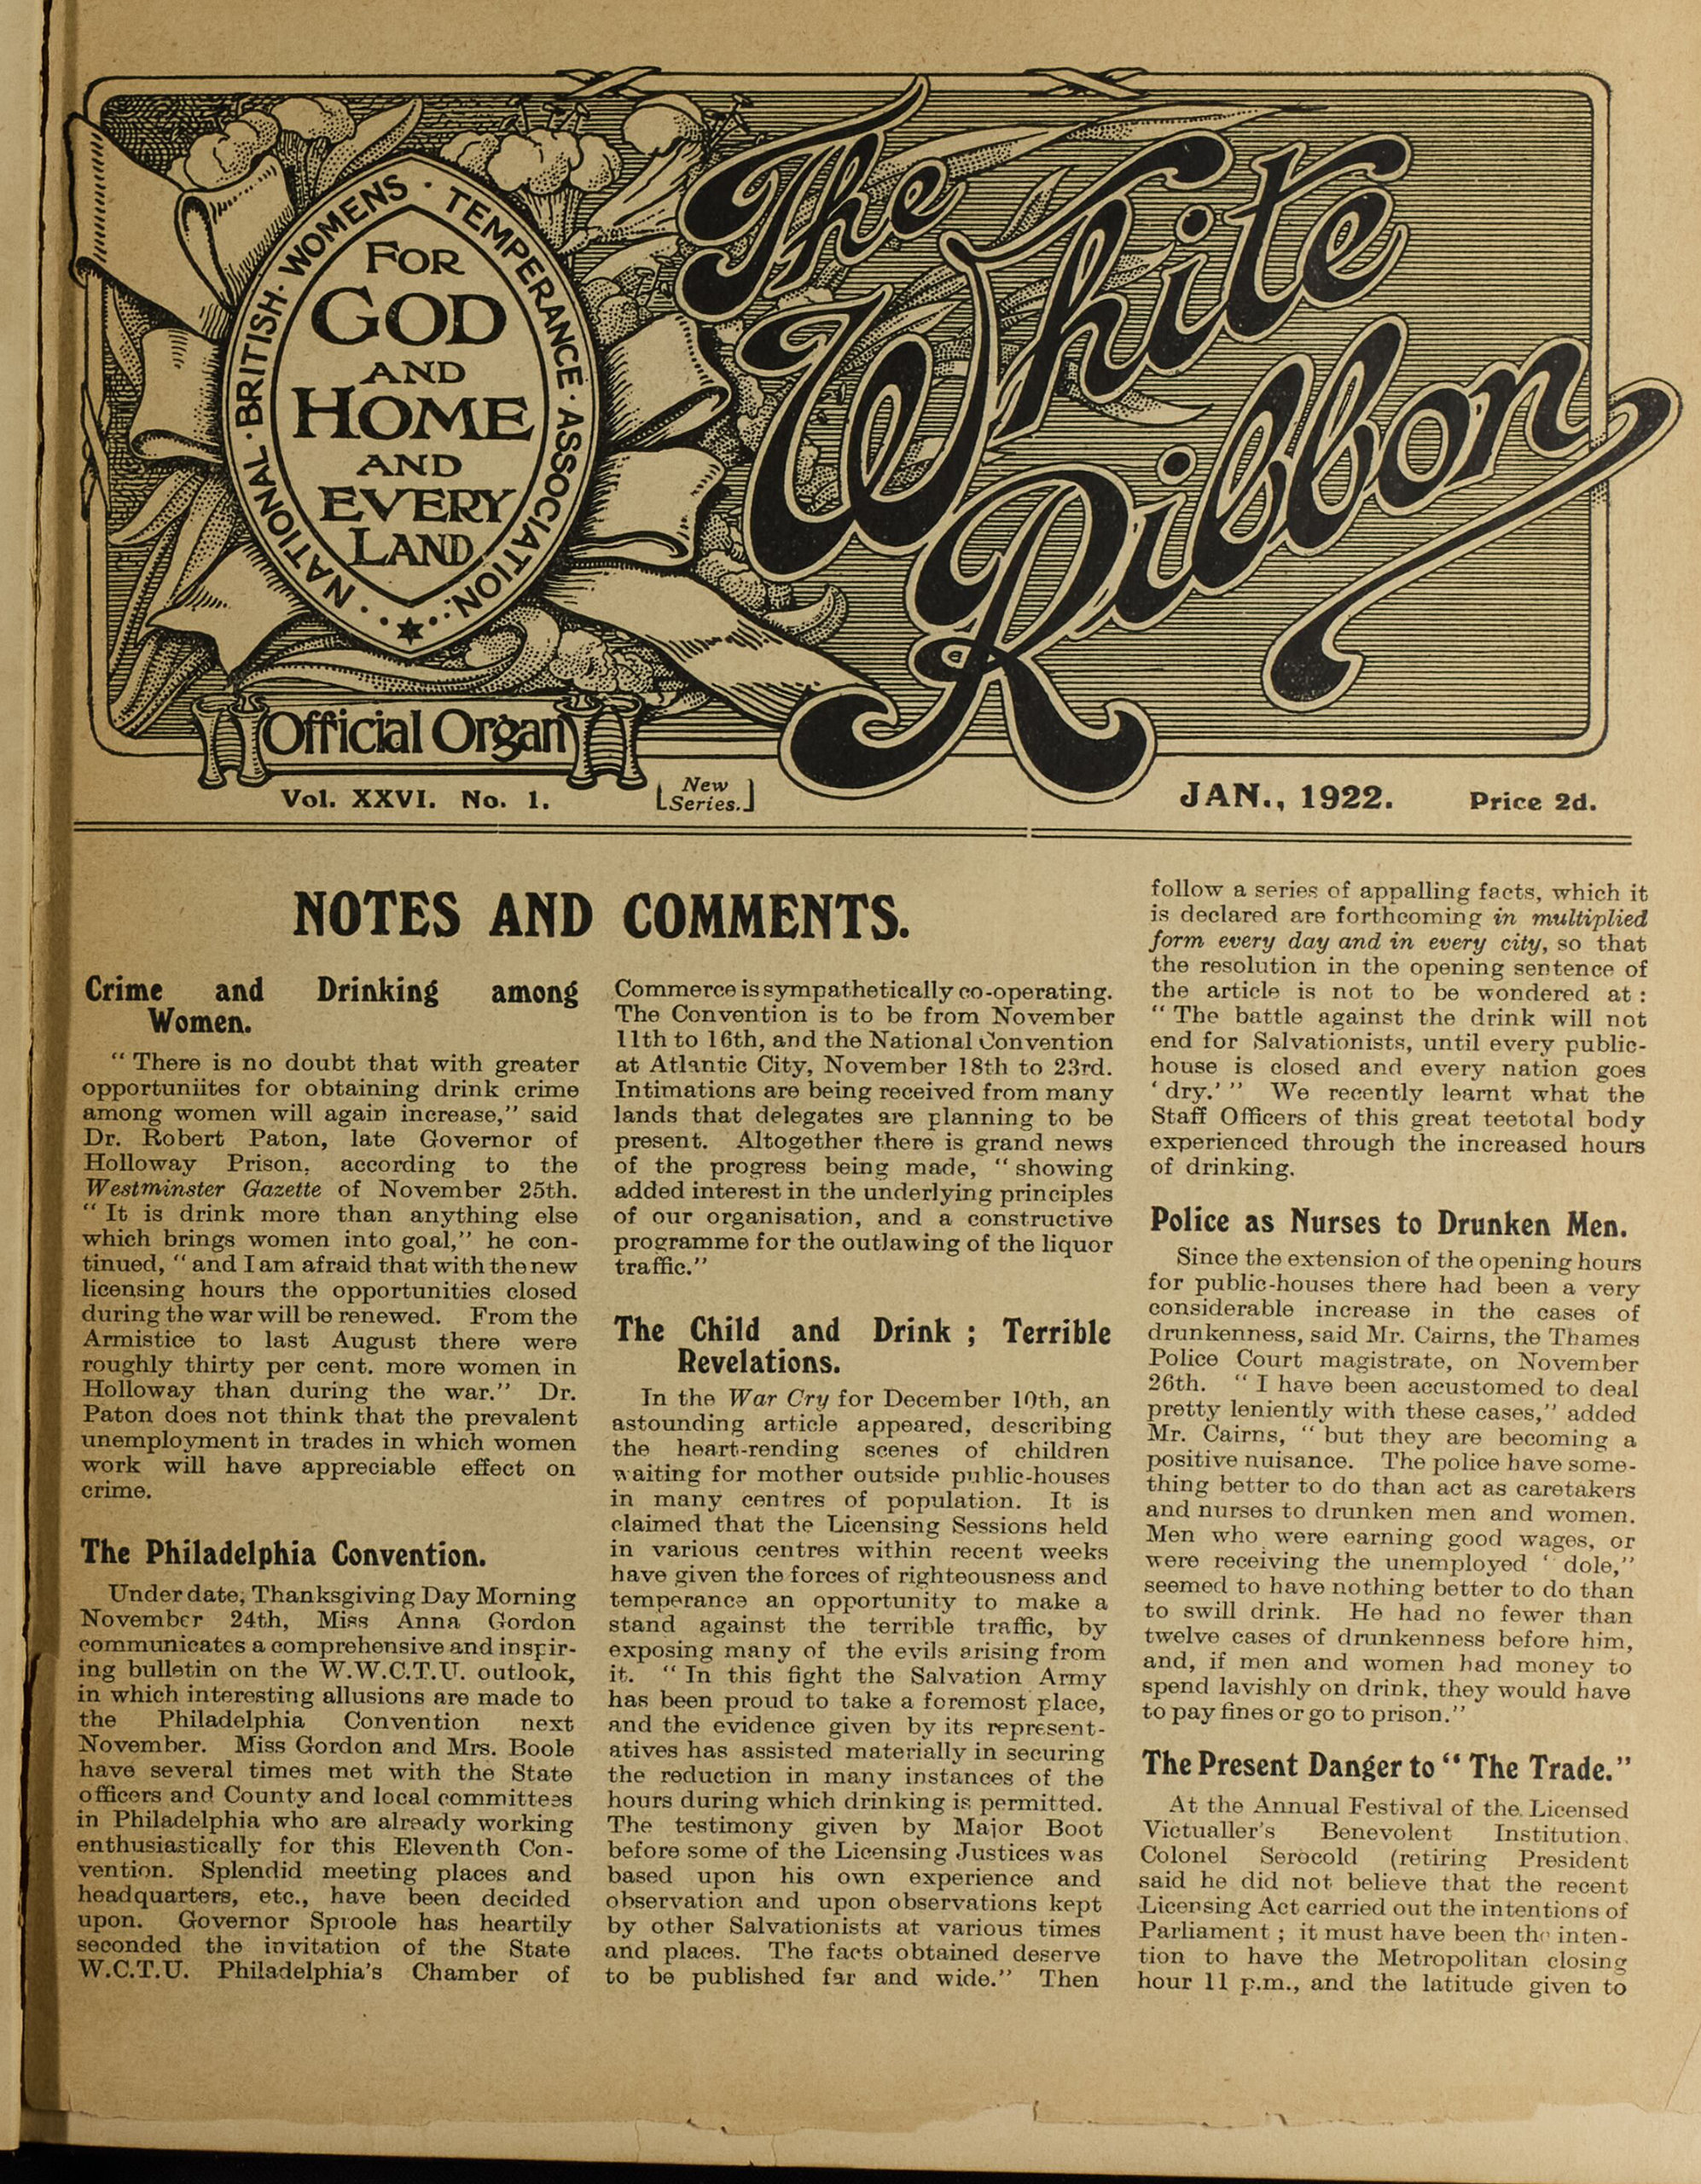 NATIONAL · BRITISH · WOMENS · TEMPERANCE · ASSOCIATION
FOR
GOD
AND
HOME
AND
EVERY
LAND
The
White
Ribbon
Official Organ
Vol. XXVI. No. 1.
[New Series.]
JAN., 1922.
Price 2d.
NOTES AND COMMENTS.
Crime and Drinking among
Women.
“ There is no doubt that with greater
opportuniites for obtaining drink crime
among women will again increase,” said
Dr. Robert Paton, late Governor of
Holloway Prison, according to the
Westminster Gazette of November 25th.
“ It is drink more than anything else
which brings women into goal,” he con-
tinued, “ and I am afraid that with the new
licensing hours the opportunities closed
during the war will be renewed. From the
Armistice to last August there were
roughly thirty per cent. more women in
Holloway than during the war.” Dr.
Paton does not think that the prevalent
unemployment in trades in which women
work will have appreciable effect on
crime.
The Philadelphia Convention.
Under date, Thanksgiving Day Morning
November 24th, Miss Anna Gordon
communicates a comprehensive and inspir-
ing bulletin on the W.W.C.T.U. outlook,
in which interesting allusions are made to
the Philadelphia Convention next
November. Miss Gordon and Mrs. Boole
have several times met with the State
officers and County and local committees
in Philadelphia who are already working
enthusiastically for this Eleventh Con-
vention. Splendid meeting places and
headquarters, etc., have been decided
upon. Governor Sproole has heartily
seconded the invitation of the State
W.C.T.U. Philadelphia’s Chamber of
Commerce is sympathetically co-operating.
The Convention is to be from November
11th to 16th, and the National Convention
at Atlantic City, November 18th to 23rd.
Intimations are being received from many
lands that delegates are planning to be
present. Altogether there is grand news
of the progress being made, “ showing
added interest in the underlying principles
of our organisation, and a constructive
programme for the outlawing of the liquor
traffic.”
The Child and Drink ; Terrible
Revelations.
In the War Cry for December 10th, an
astounding article appeared, describing
the heart-rending scenes of children
waiting for mother outside public-houses
in many centres of population. It is
claimed that the Licensing Sessions held
in various centres within recent weeks
have given the forces of righteousness and
temperance an opportunity to make a
stand against the terrible traffic, by
exposing many of the evils arising from
it. “ In this fight the Salvation Army
has been proud to take a foremost place,
and the evidence given by its represent-
atives has assisted materially in securing
the reduction in many instances of the
hours during which drinking is permitted.
The testimony given by Major Boot
before some of the Licensing Justices was
based upon his own experience and
observation and upon observations kept
by other Salvationists at various times
and places. The facts obtained deserve
to be published far and wide.” Then
follow a series of appalling facts, which it
is declared are forthcoming in multiplied
form every day and in every city, so that
the resolution in the opening sentence of
the article is not to be wondered at :
“ The battle against the drink will not
end for Salvationists, until every public-
house is closed and every nation goes
‘ dry.’ ” We recently learnt what the
Staff Officers of this great teetotal body
experienced through the increased hours
of drinking.
Police as Nurses to Drunken Men.
Since the extension of the opening hours
for public-houses there had been a very
considerable increase in the cases of
drunkenness, said Mr. Cairns, the Thames
Police Court magistrate, on November
26th. “ I have been accustomed to deal
pretty leniently with these cases,” added
Mr. Cairns, “ but they are becoming a
positive nuisance. The police have some-
thing better to do than act as caretakers
and nurses to drunken men and women.
Men who were earning good wages, or
were receiving the unemployed ‘ dole,”
seemed to have nothing better to do than
to swill drink. He had no fewer than
twelve cases of drunkenness before him,
and, if men and women had money to
spend lavishly on drink, they would have
to pay fines or go to prison.”
The Present Danger to “ The Trade.”
At the Annual Festival of the Licensed
Victualler’s Benevolent Institution.
Colonel Serocold (retiring President
said he did not believe that the recent
Licensing Act carried out the intentions of
Parliament ; it must have been the inten-
tion to have the Metropolitan closing
hour 11 p.m., and the latitude given to